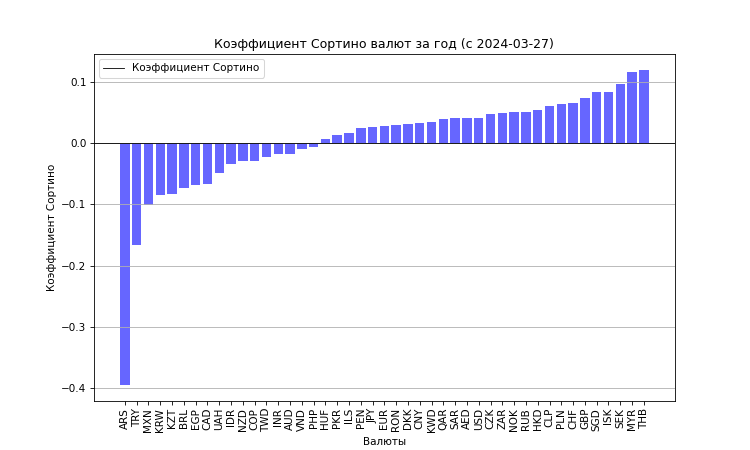 Коэффициент Сортино валют за год (с 2024-03-27)
Коэффициент Сортино
0.1
0.0
−0.1
−0.2
−0.3
−0.4
Коэффициент Сортино
ARS TRY MXN KRW KZT BRL EGP CAD UAH IDR NZD COP TWD INR AUD VND PHP HUF PKR ILS PEN JPY EUR RON DKK CNY KWD QAR SAR AED USD CZK ZAR NOK RUB HKD CLP PLN CHF GBP SGD ISK SEK MYR THB
Валюты